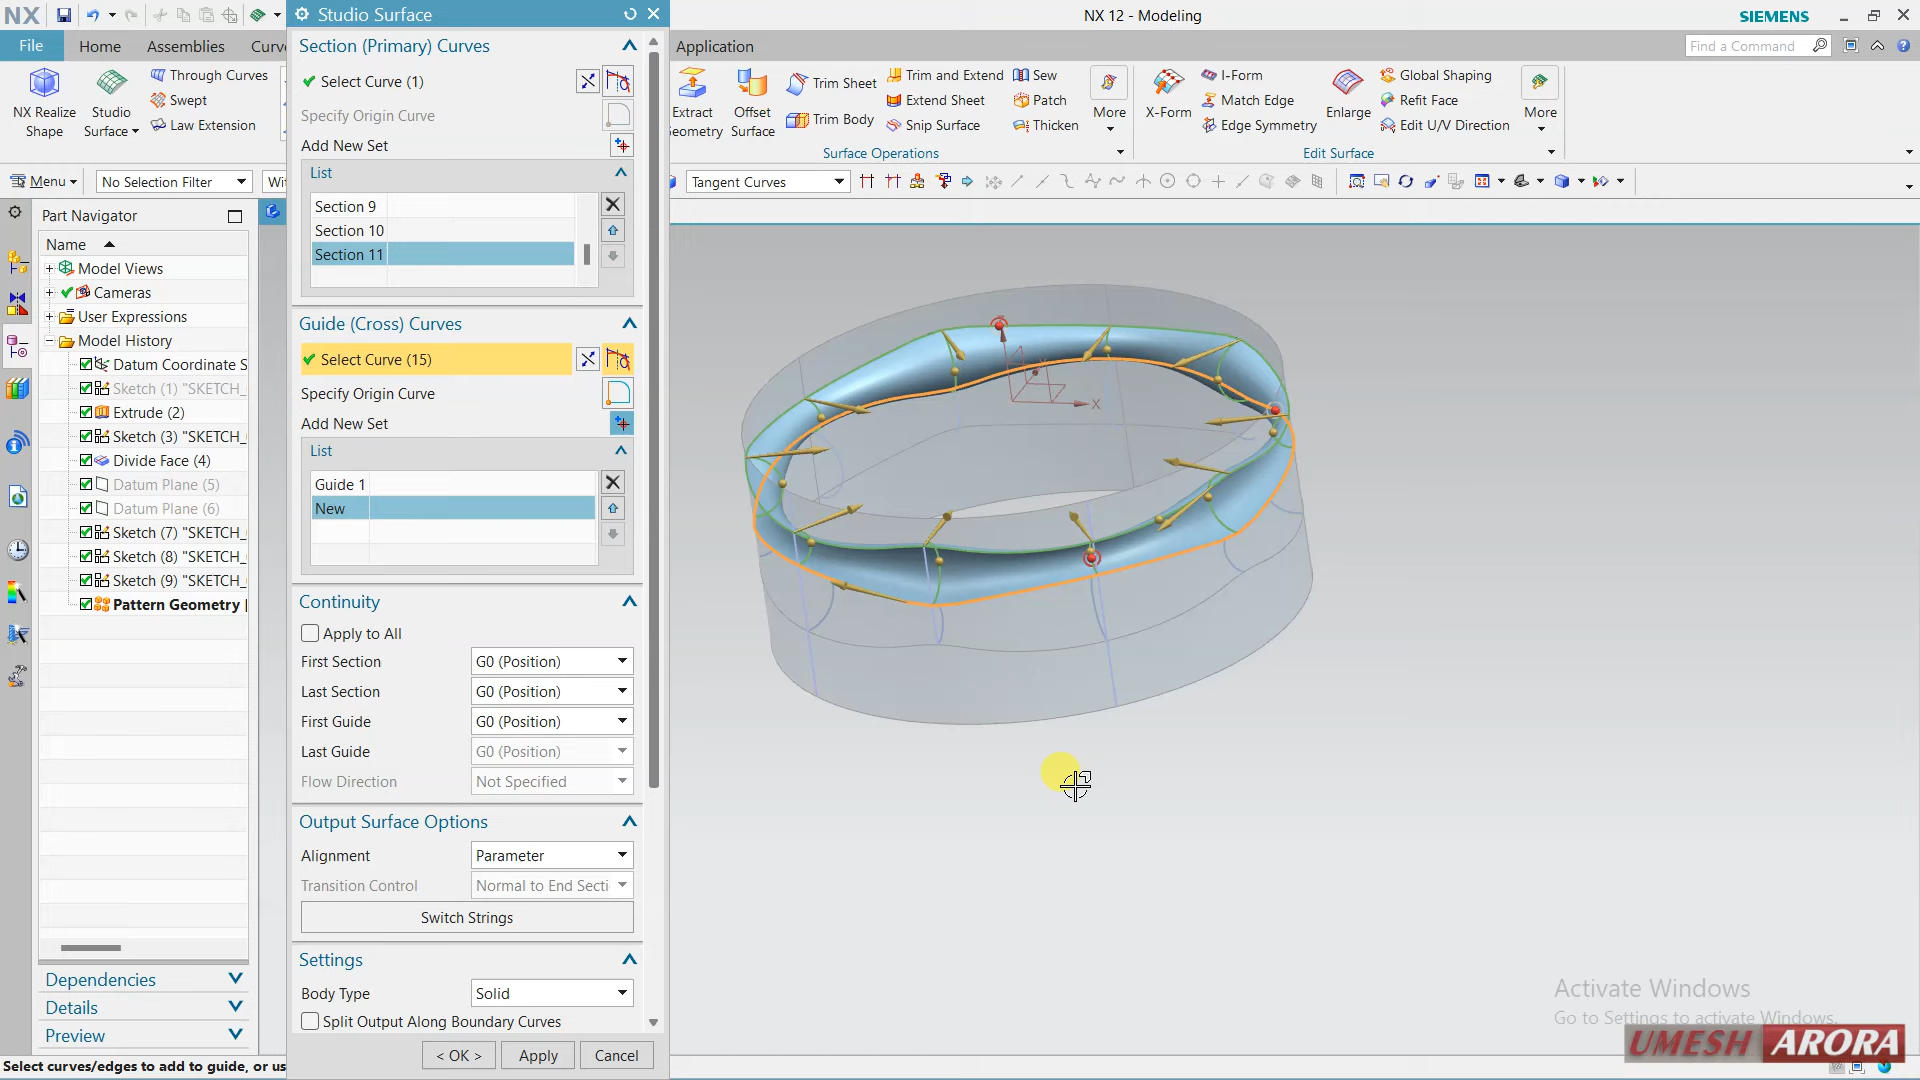 NX
Studio Surface
NX 12 - Modeling
SIEMENS
File
Home
Assemblies
Curv
Application
Find a Command
NX Realize
Shape
Studio
Surface
Through Curves
Swept
Law Extension
Extract
Geometry
Offset
Surface
Trim Sheet
Trim Body
Trim and Extend
Extend Sheet
Snip Surface
Sew
Patch
Thicken
More
X-Form
I-Form
Match Edge
Edge Symmetry
Enlarge
Global Shaping
Refit Face
Edit U/V Direction
More
Surface Operations
Edit Surface
Menu
No Selection Filter
Wit
Tangent Curves
Part Navigator
Name
Model Views
Cameras
User Expressions
Model History
Datum Coordinate S
Sketch (1) "SKETCH_
Extrude (2)
Sketch (3) "SKETCH_
Divide Face (4)
Datum Plane (5)
Datum Plane (6)
Sketch (7) "SKETCH_
Sketch (8) "SKETCH_
Sketch (9) "SKETCH_
Pattern Geometry [
Dependencies
Details
Preview
Section (Primary) Curves
Select Curve (1)
Specify Origin Curve
Add New Set
List
Section 9
Section 10
Section 11
Guide (Cross) Curves
Select Curve (15)
Specify Origin Curve
Add New Set
List
Guide 1
New
Continuity
Apply to All
First Section
G0 (Position)
Last Section
G0 (Position)
First Guide
G0 (Position)
Last Guide
G0 (Position)
Flow Direction
Not Specified
Output Surface Options
Alignment
Parameter
Transition Control
Normal to End Secti
Switch Strings
Settings
Body Type
Solid
Split Output Along Boundary Curves
< OK >
Apply
Cancel
X
Select curves/edges to add to guide, or us
Activate Windows
Go to Settings to activate Windows.
UMESH ARORA